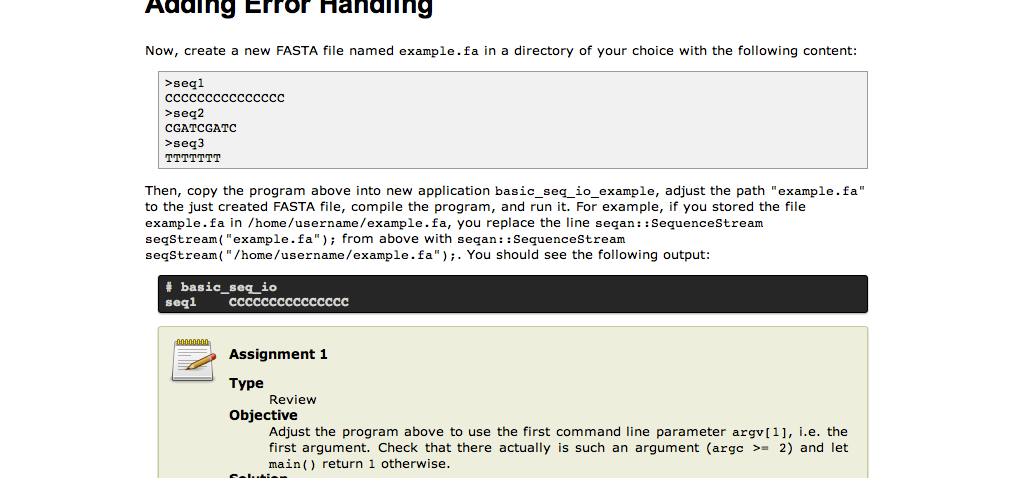 Adding Error Handling
Now, create a new FASTA file named example.fa in a directory of your choice with the following content:
>seq1
CCCCCCCCCCCCCCC
>seq2
CGATCGATC
>seq3
TTTTTTT
Then, copy the program above into new application basic_seq_io_example, adjust the path "example.fa"
to the just created FASTA file, compile the program, and run it. For example, if you stored the file
example.fa in /home/username/example.fa, you replace the line seqan::SequenceStream
seqStream("example.fa"); from above with seqan::SequenceStream
seqStream("/home/username/example.fa");. You should see the following output:
# basic_seq_io
seq1    CCCCCCCCCCCCCCC
Assignment 1
Type
Review
Objective
Adjust the program above to use the first command line parameter argv[1], i.e. the
first argument. Check that there actually is such an argument (argc >= 2) and let
main() return 1 otherwise.
Solution